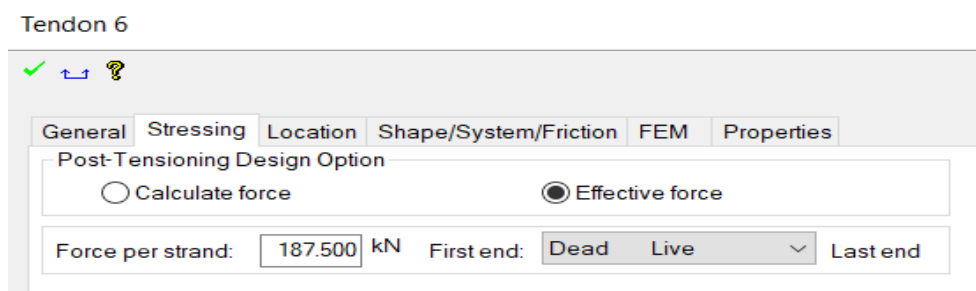 Tendon 6
General Stressing Location Shape/System/Friction FEM Properties
Post-Tensioning Design Option
Calculate force Effective force
Force per strand: 187.500 kN First end: Dead Live Last end